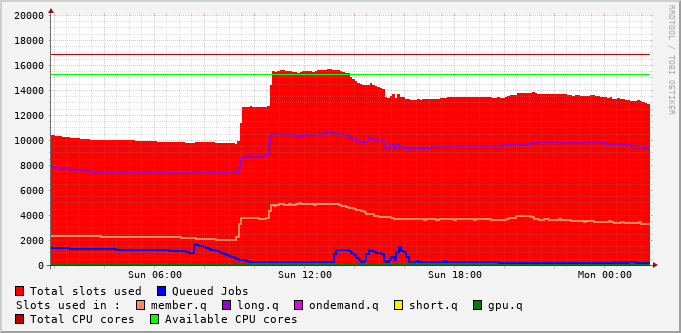 20000
18000
16000
14000
12000
10000
8000
6000
4000
2000
0
Sun 06:00 Sun 12:00 Sun 18:00 Mon 00:00
RRDTOOL / TOBI OETIKER
Total slots used Queued Jobs
Slots used in : member.q long.q ondemand.q short.q gpu.q
Total CPU cores Available CPU cores